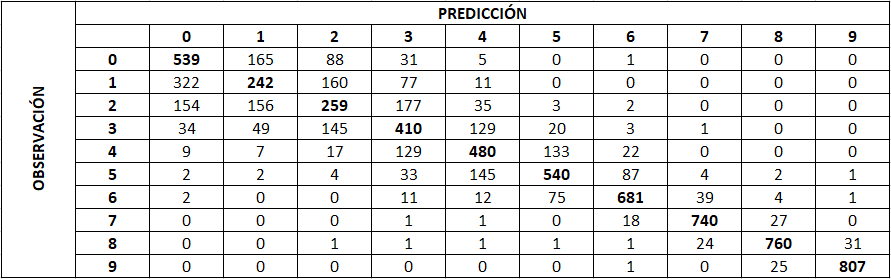 PREDICCIÓN
OBSERVACIÓN
0 1 2 3 4 5 6 7 8 9
0 539 165 88 31 5 0 1 0 0 0
1 322 242 160 77 11 0 0 0 0 0
2 154 156 259 177 35 3 2 0 0 0
3 34 49 145 410 129 20 3 1 0 0
4 9 7 17 129 480 133 22 0 0 0
5 2 2 4 33 145 540 87 4 2 1
6 2 0 0 11 12 75 681 39 4 1
7 0 0 0 1 1 0 18 740 27 0
8 0 0 1 1 1 1 1 24 760 31
9 0 0 0 0 0 0 1 0 25 807